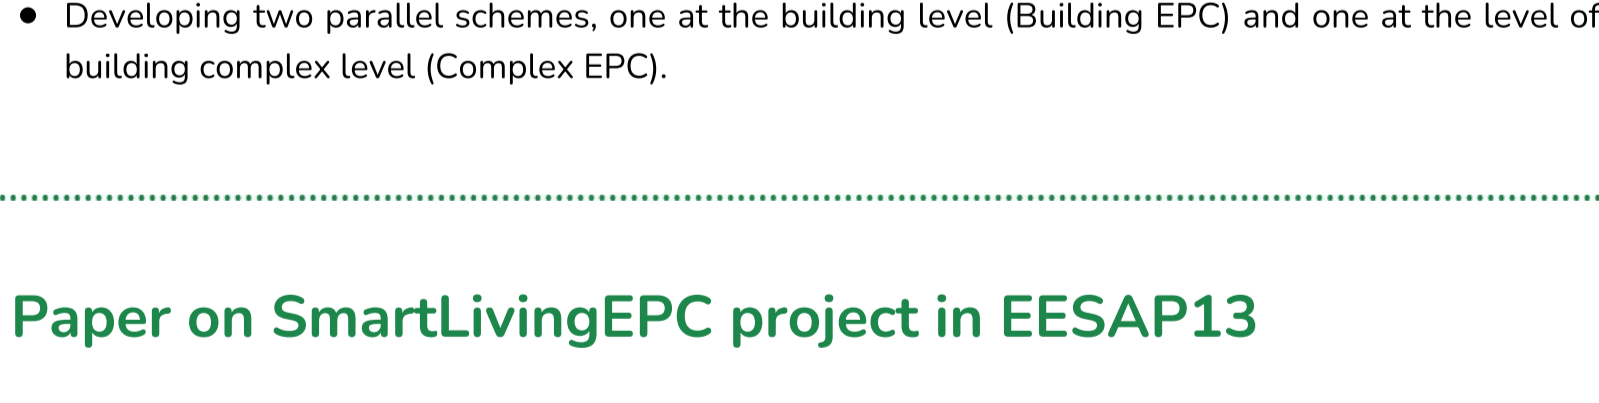 ● Developing two parallel schemes, one at the building level (Building EPC) and one at the level of
building complex level (Complex EPC).
Paper on SmartLivingEPC project in EESAP13